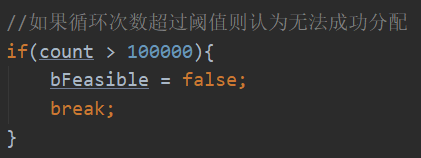 //如果循环次数超过阈值则认为无法成功分配
if(count > 100000){
    bFeasible = false;
    break;
}